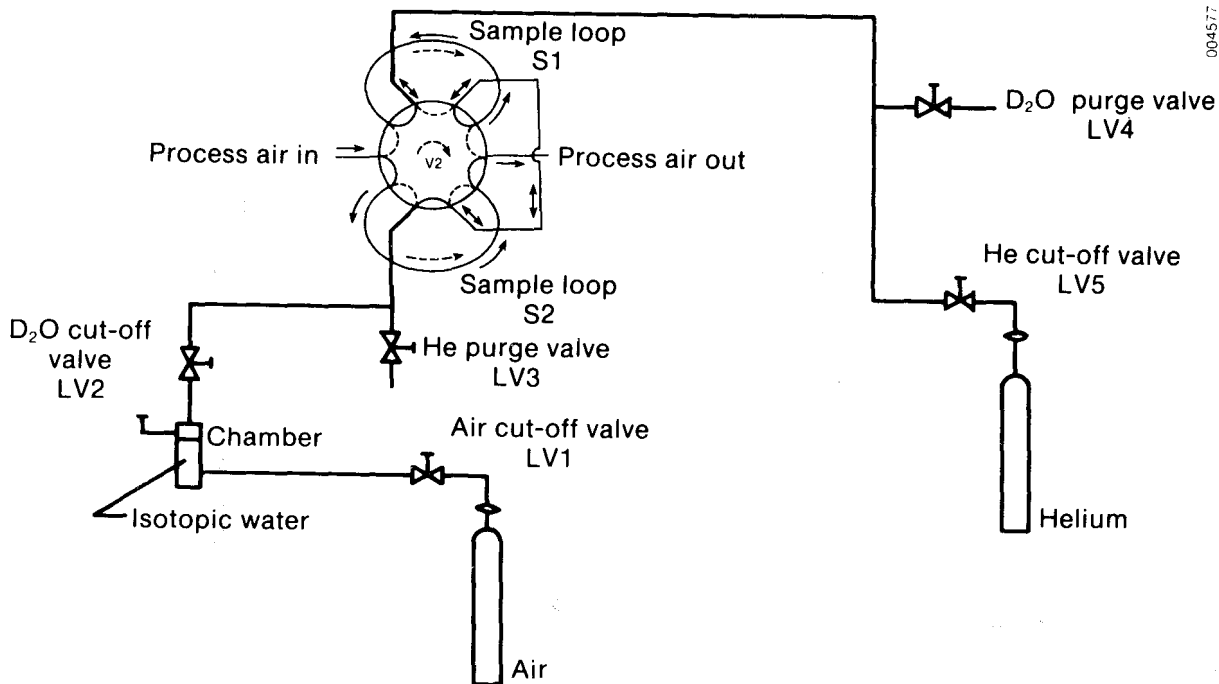 004577
Sample loop
S1
D₂O purge valve
LV4
Process air in
V2
Process air out
He cut-off valve
LV5
Sample loop
S2
D₂O cut-off
valve
LV2
He purge valve
LV3
Chamber
Air cut-off valve
LV1
Isotopic water
Helium
Air